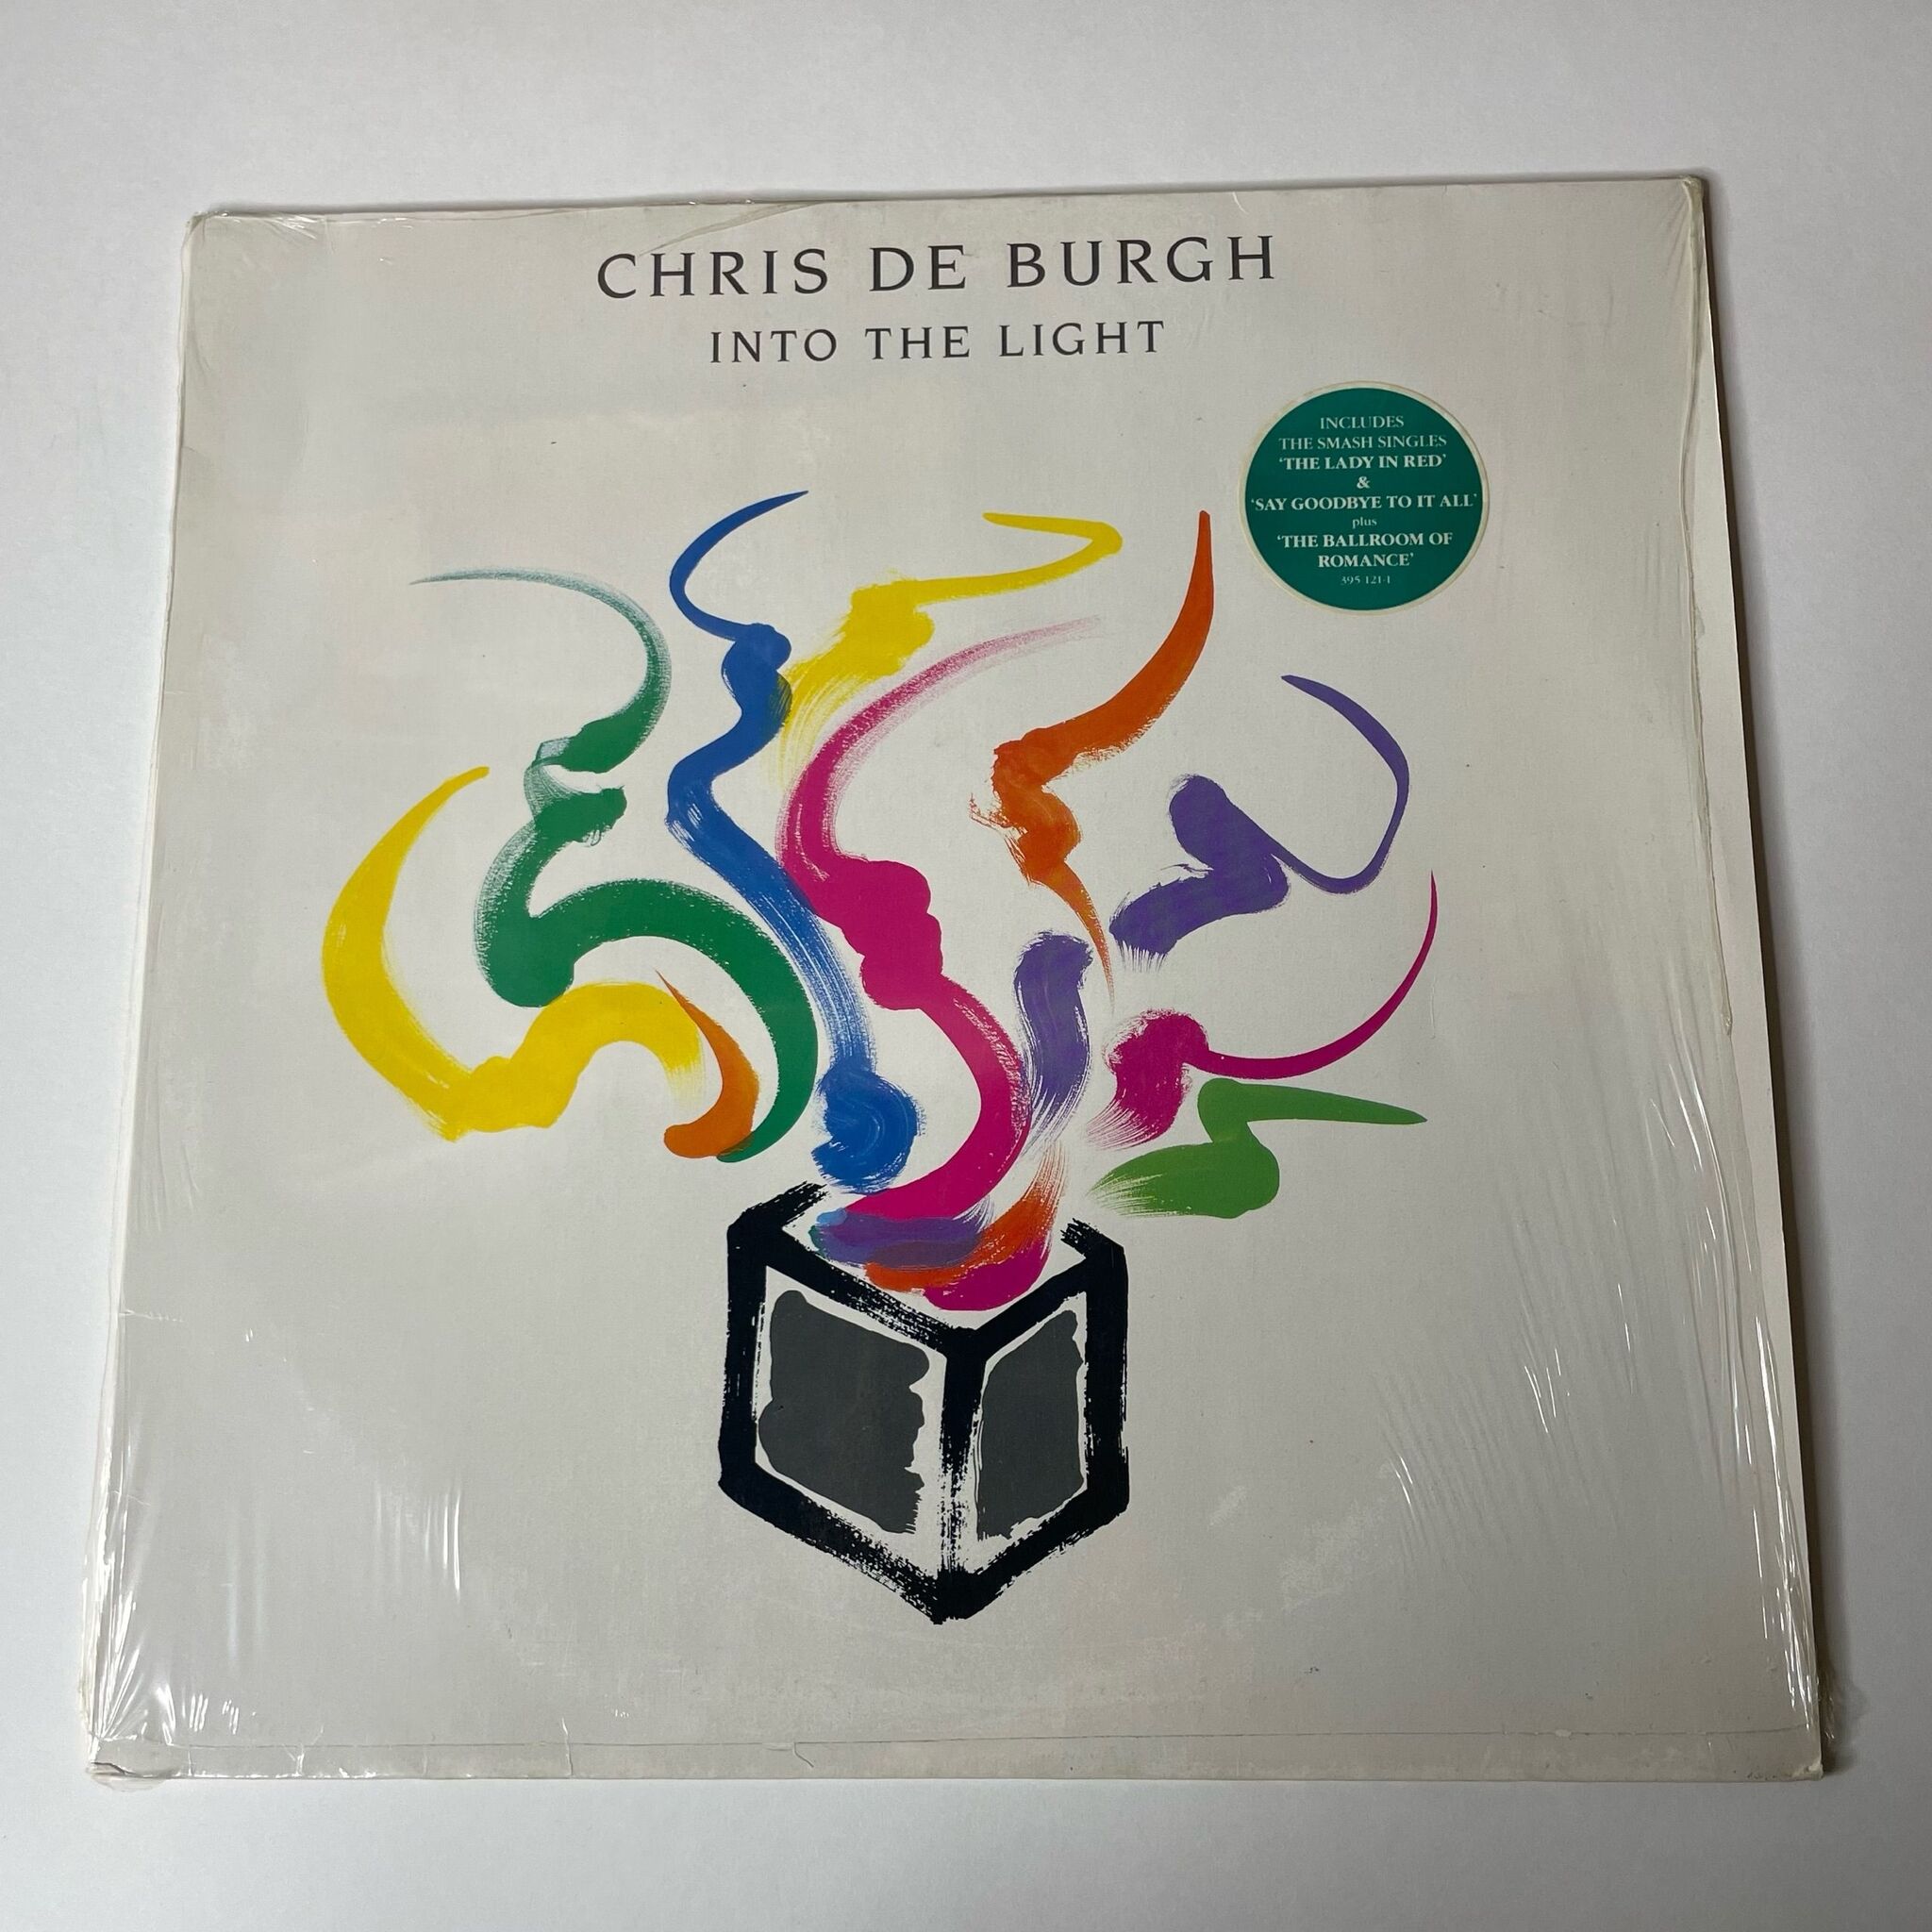 CHRIS DE BURGH
INTO THE LIGHT
INCLUDES
THE SMASH SINGLES
‘THE LADY IN RED’
&
‘SAY GOODBYE TO IT ALL’
plus
‘THE BALLROOM OF
ROMANCE’
395 121-1